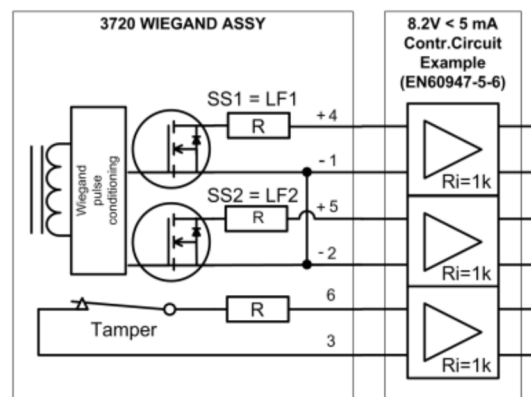 3720 WIEGAND ASSY
8.2V < 5 mA
Contr.Circuit
Example
(EN60947-5-6)
SS1 = LF1
R
+4
-1
Ri=1k
Wiegand
pulse
conditioning
SS2 = LF2
R
+5
-2
Ri=1k
Tamper
R
6
3
Ri=1k